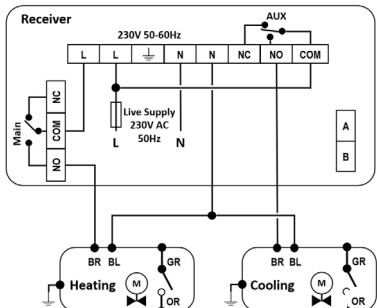 Receiver
AUX
230V 50-60Hz
L L N N NC NO COM
NC
COM
NO
Main
Live Supply
230V AC
50Hz
L N
A
B
BR BL GR
Heating M
OR
BR BL GR
Cooling M
OR